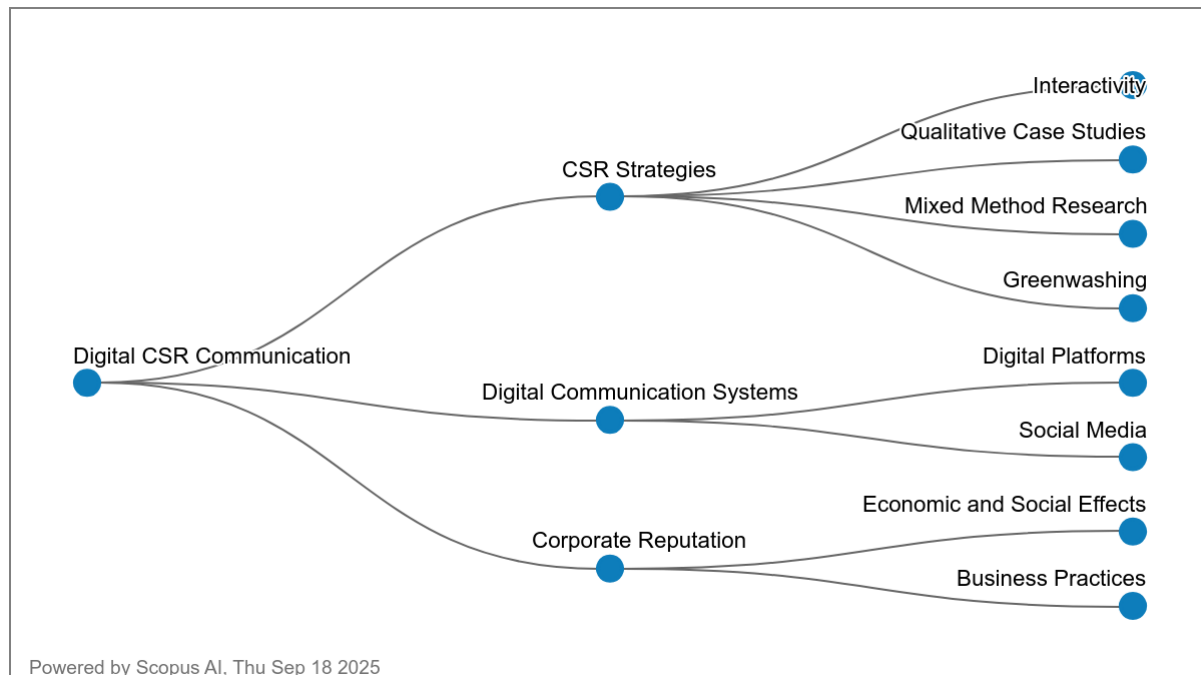 Interactivity
Qualitative Case Studies
CSR Strategies
Mixed Method Research
Greenwashing
Digital CSR Communication
Digital Platforms
Digital Communication Systems
Social Media
Economic and Social Effects
Corporate Reputation
Business Practices
Powered by Scopus AI, Thu Sep 18 2025